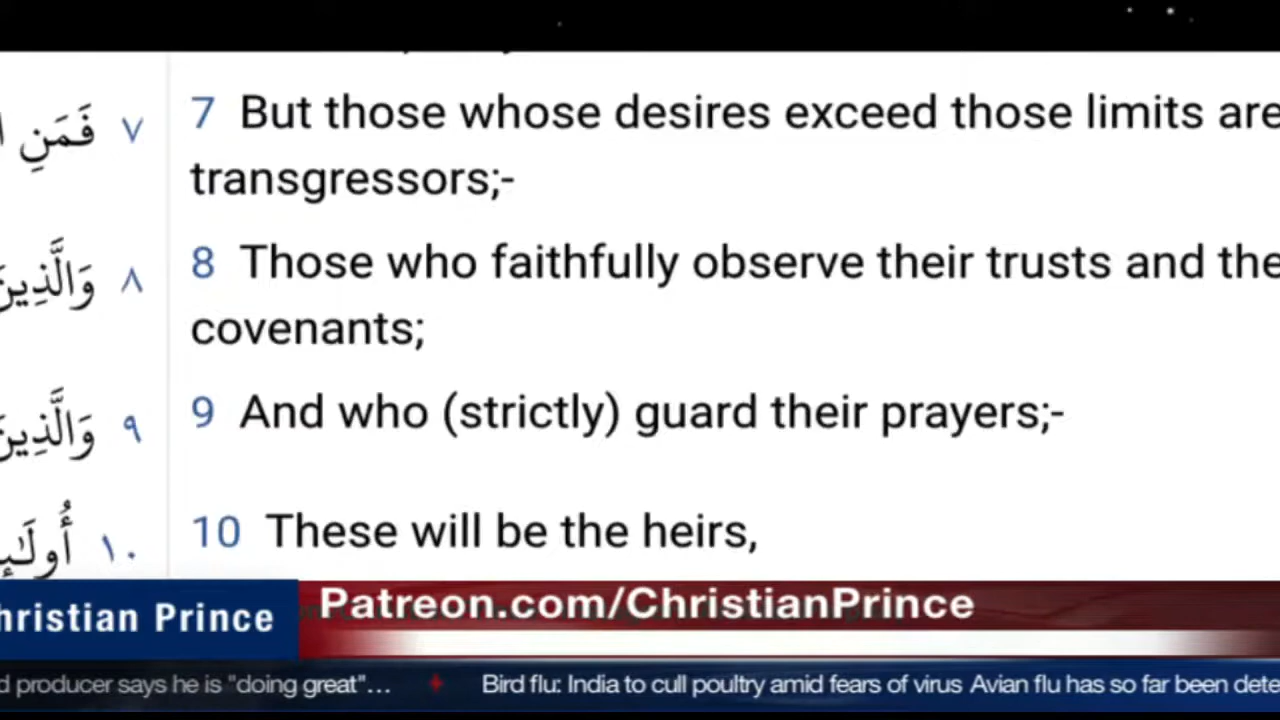 فَمَنِ ٧
7 But those whose desires exceed those limits are
transgressors;-
وَالَّذِينَ ٨
8 Those who faithfully observe their trusts and the
covenants;
وَالَّذِينَ ٩
9 And who (strictly) guard their prayers;-
١٠
10 These will be the heirs,
hristian Prince
Patreon.com/ChristianPrince
d producer says he is "doing great"... Bird flu: India to cull poultry amid fears of virus Avian flu has so far been dete